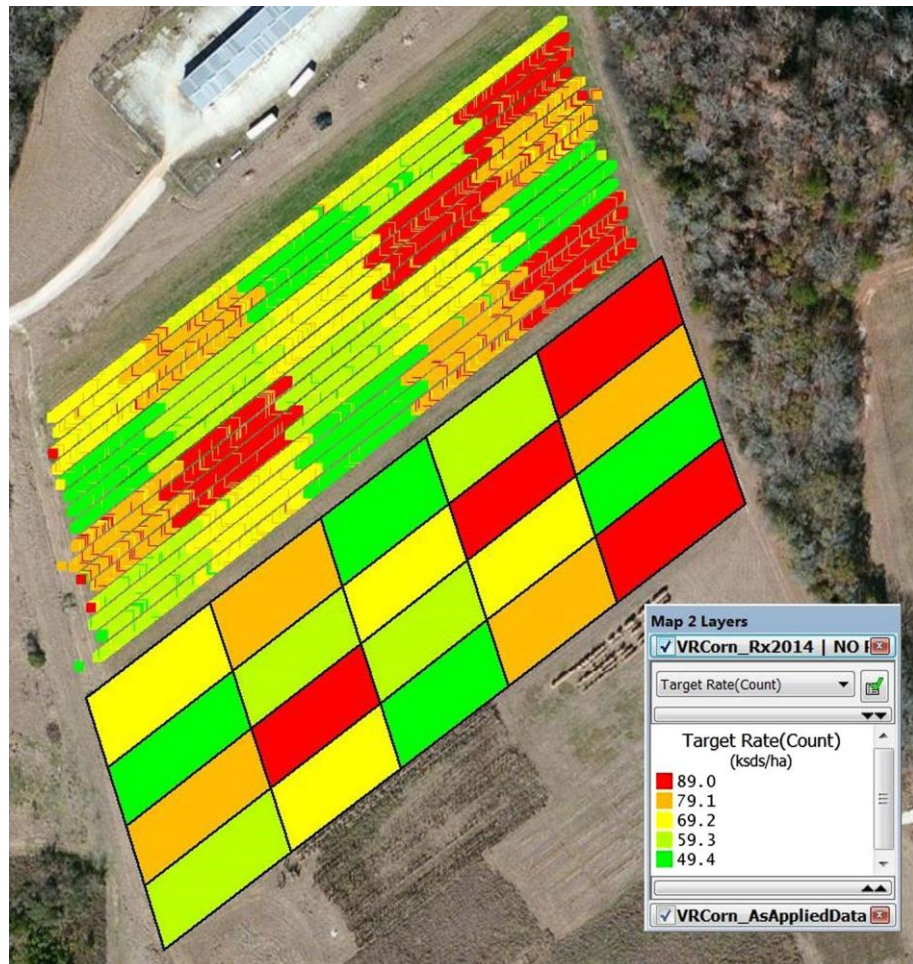 Map 2 Layers
VRCorn_Rx2014 | NO
Target Rate(Count)
Target Rate(Count)
(ksds/ha)
89.0
79.1
69.2
59.3
49.4
VRCorn_AsAppliedData